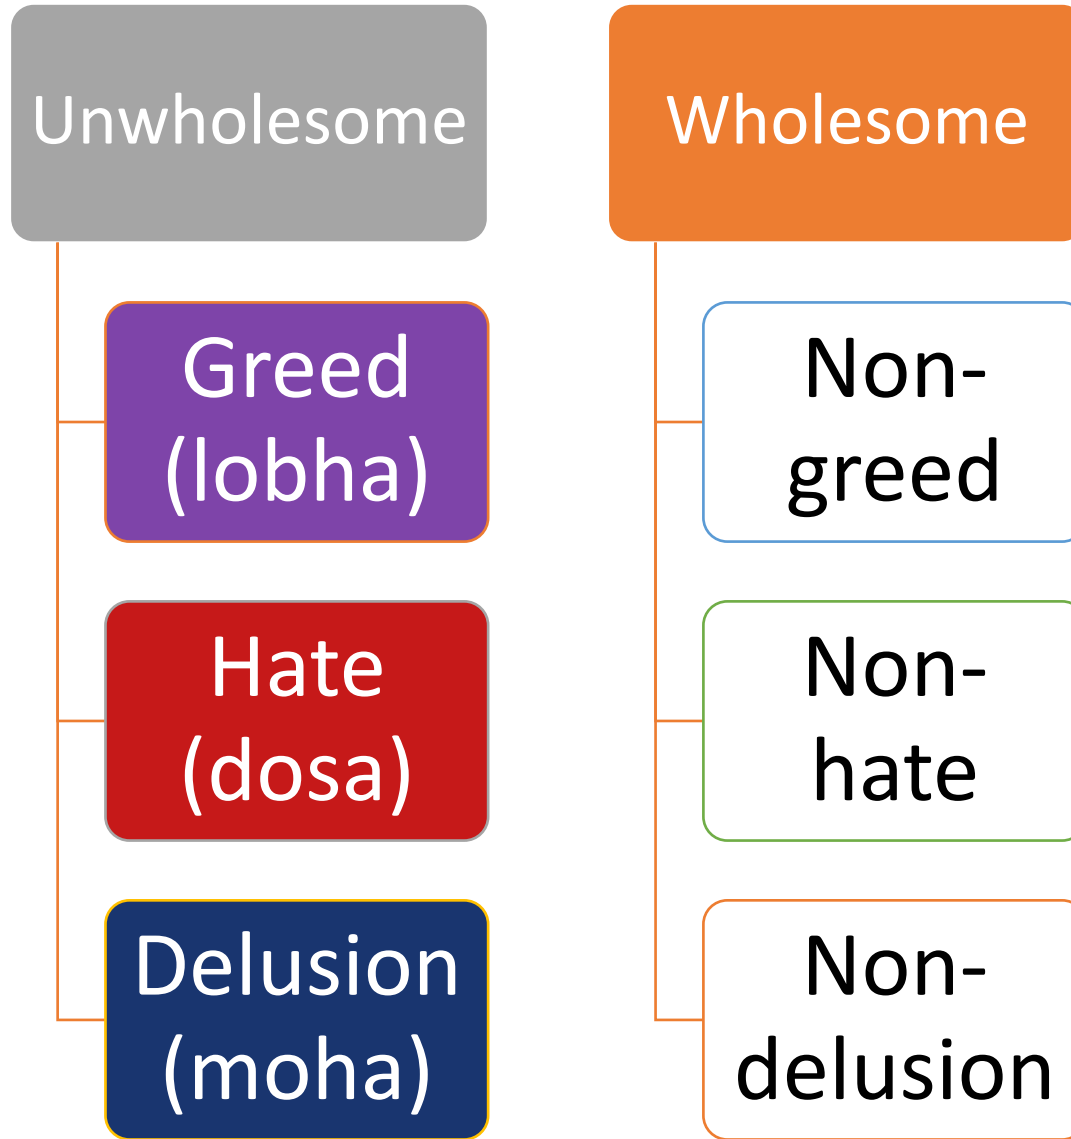 Unwholesome
Greed
(lobha)
Hate
(dosa)
Delusion
(moha)
Wholesome
Non-
greed
Non-
hate
Non-
delusion